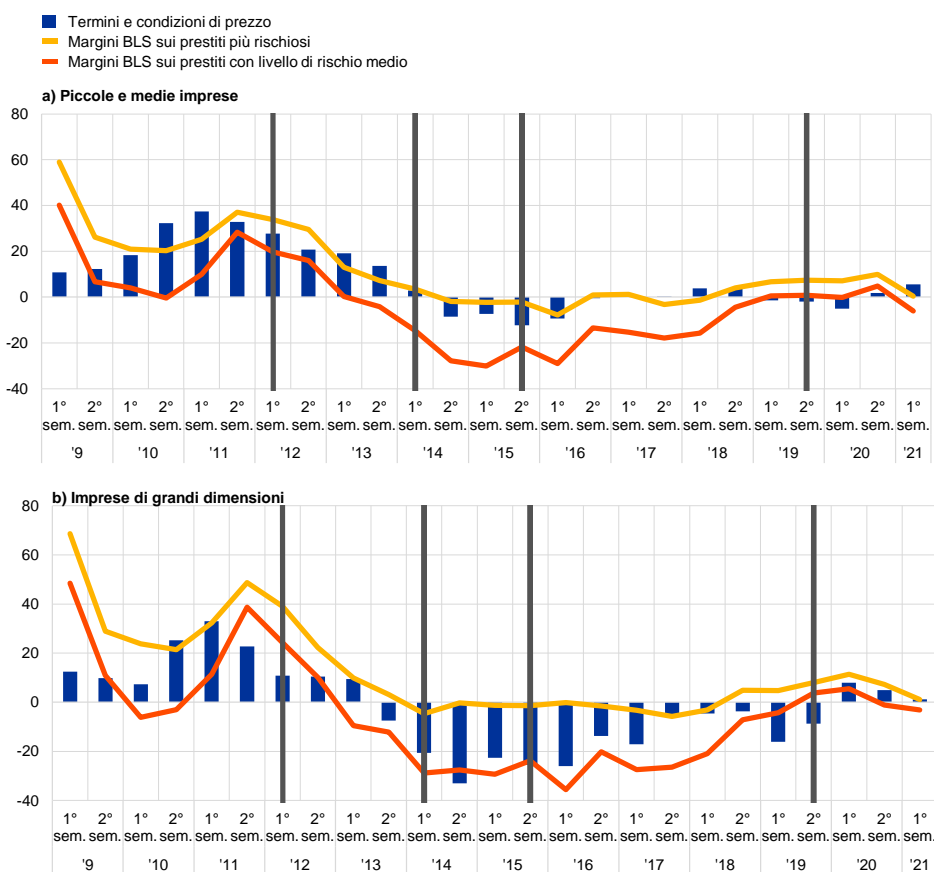 Termini e condizioni di prezzo
Margini BLS sui prestiti più rischiosi
Margini BLS sui prestiti con livello di rischio medio
a) Piccole e medie imprese
80
60
40
20
0
-20
-40
1° 2° 1° 2° 1° 2° 1° 2° 1° 2° 1° 2° 1° 2° 1° 2° 1° 2° 1° 2° 1° 2° 1° 2° 1°
sem. sem. sem. sem. sem. sem. sem. sem. sem. sem. sem. sem. sem. sem. sem. sem. sem. sem. sem. sem. sem. sem. sem. sem. sem.
'9 '10 '11 '12 '13 '14 '15 '16 '17 '18 '19 '20 '21
b) Imprese di grandi dimensioni
80
60
40
20
0
-20
-40
1° 2° 1° 2° 1° 2° 1° 2° 1° 2° 1° 2° 1° 2° 1° 2° 1° 2° 1° 2° 1° 2° 1° 2° 1°
sem. sem. sem. sem. sem. sem. sem. sem. sem. sem. sem. sem. sem. sem. sem. sem. sem. sem. sem. sem. sem. sem. sem. sem. sem.
'9 '10 '11 '12 '13 '14 '15 '16 '17 '18 '19 '20 '21